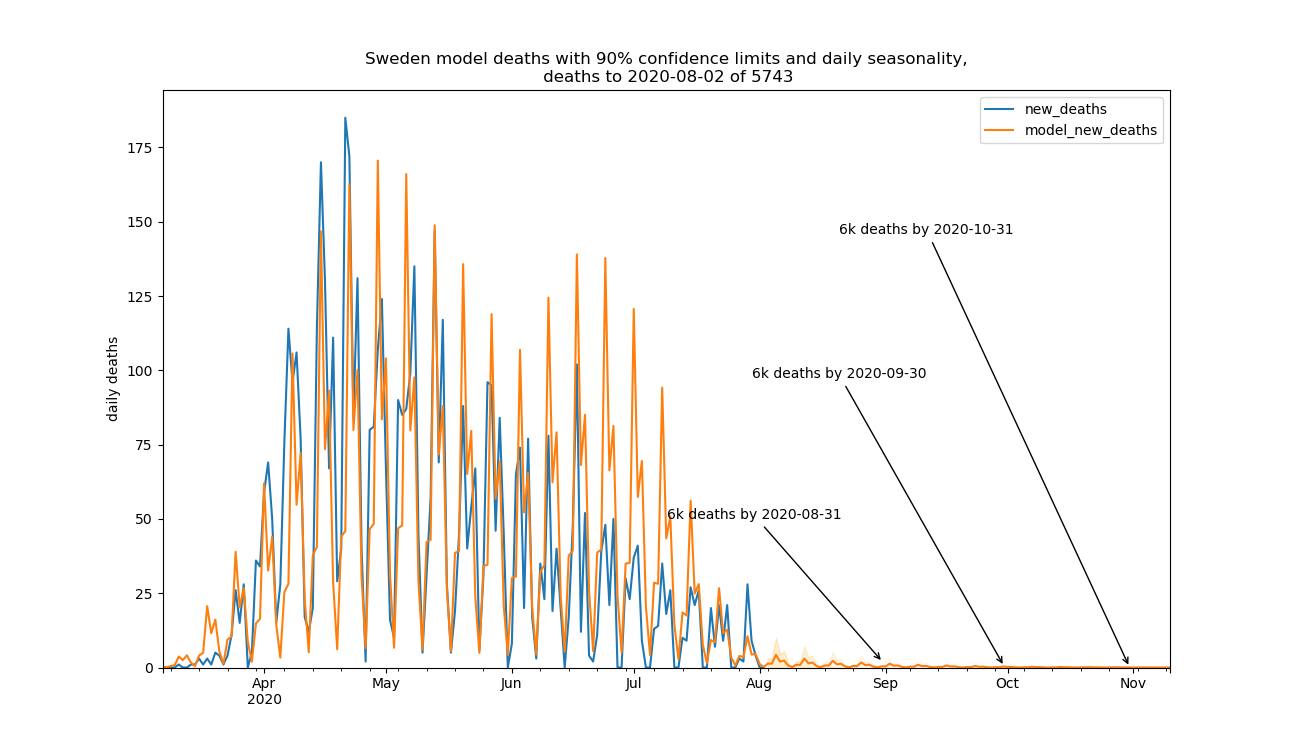 Sweden model deaths with 90% confidence limits and daily seasonality,
deaths to 2020-08-02 of 5743
new_deaths
model_new_deaths
175
150
125
100
75
50
25
0
daily deaths
6k deaths by 2020-10-31
6k deaths by 2020-09-30
6k deaths by 2020-08-31
Apr
2020
May
Jun
Jul
Aug
Sep
Oct
Nov